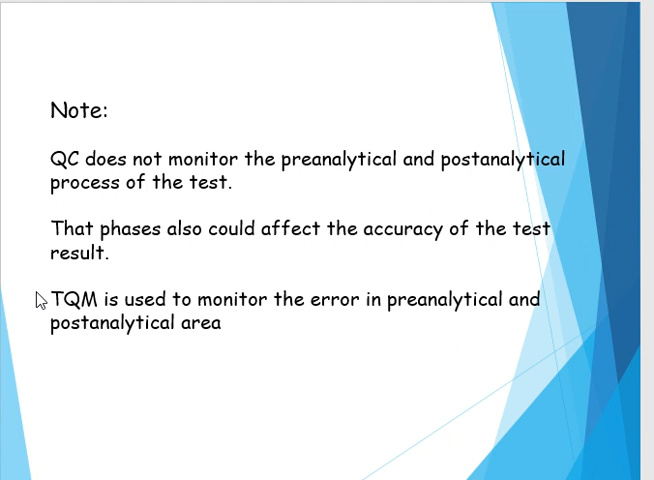 Note:
QC does not monitor the preanalytical and postanalytical
process of the test.
That phases also could affect the accuracy of the test
result.
TQM is used to monitor the error in preanalytical and
postanalytical area